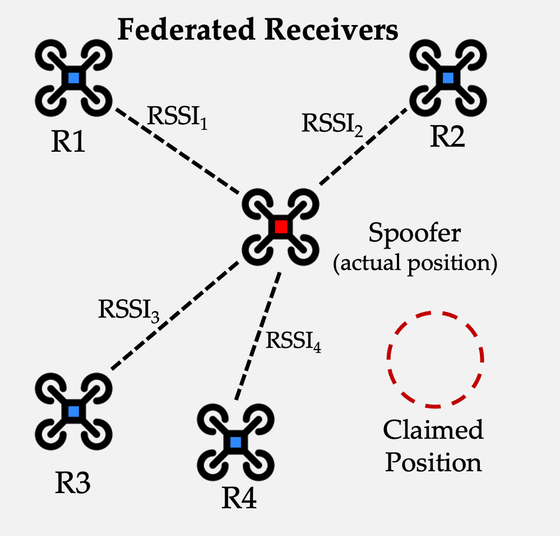 Federated Receivers
RSSI₁
RSSI₂
R1
R2
Spoofer
(actual position)
RSSI₃
RSSI₄
Claimed
Position
R3
R4